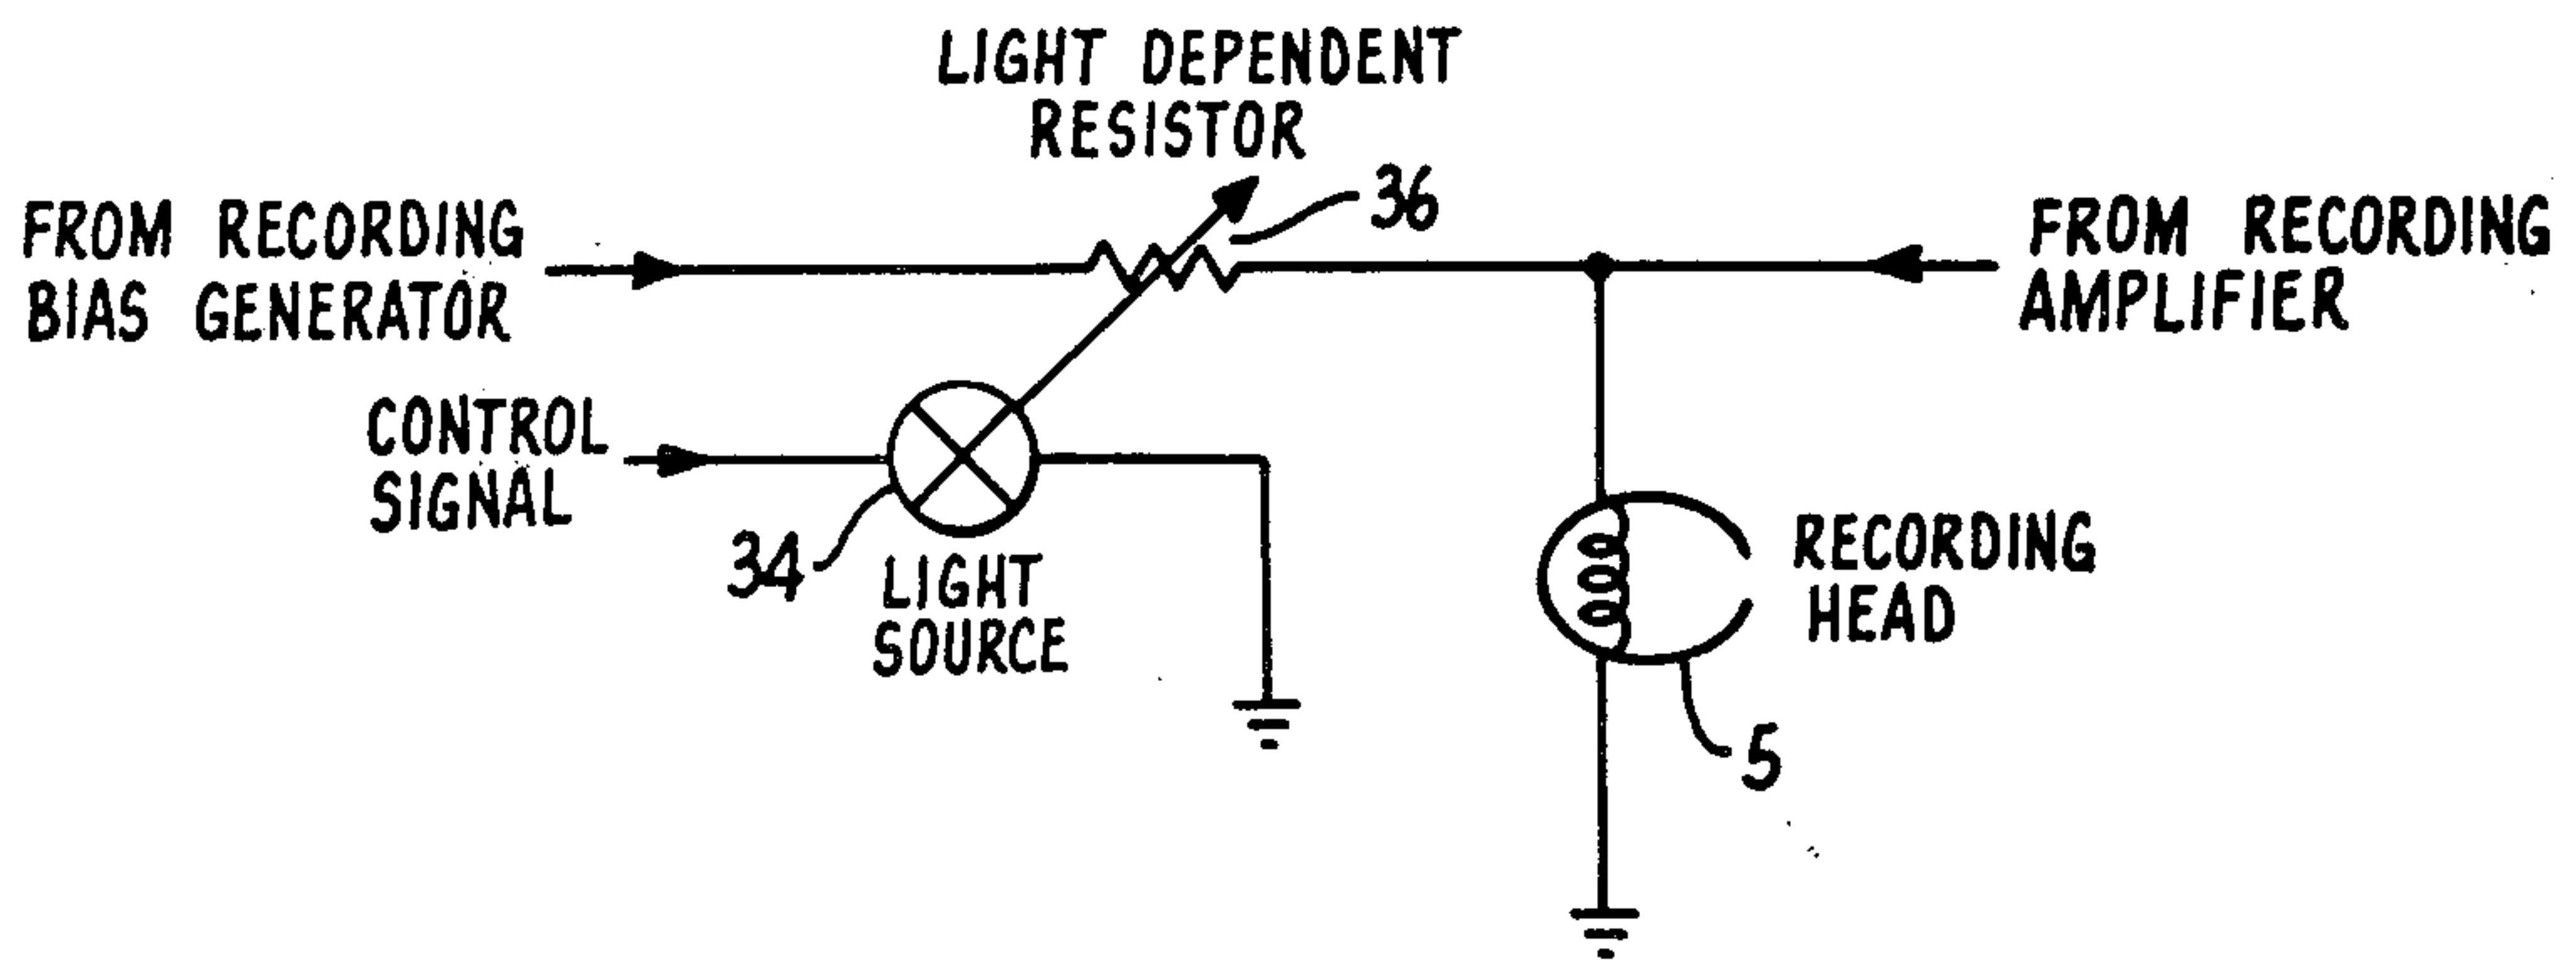 LIGHT DEPENDENT
RESISTOR
36
FROM RECORDING
BIAS GENERATOR
FROM RECORDING
AMPLIFIER
CONTROL
SIGNAL
34
LIGHT
SOURCE
RECORDING
HEAD
5